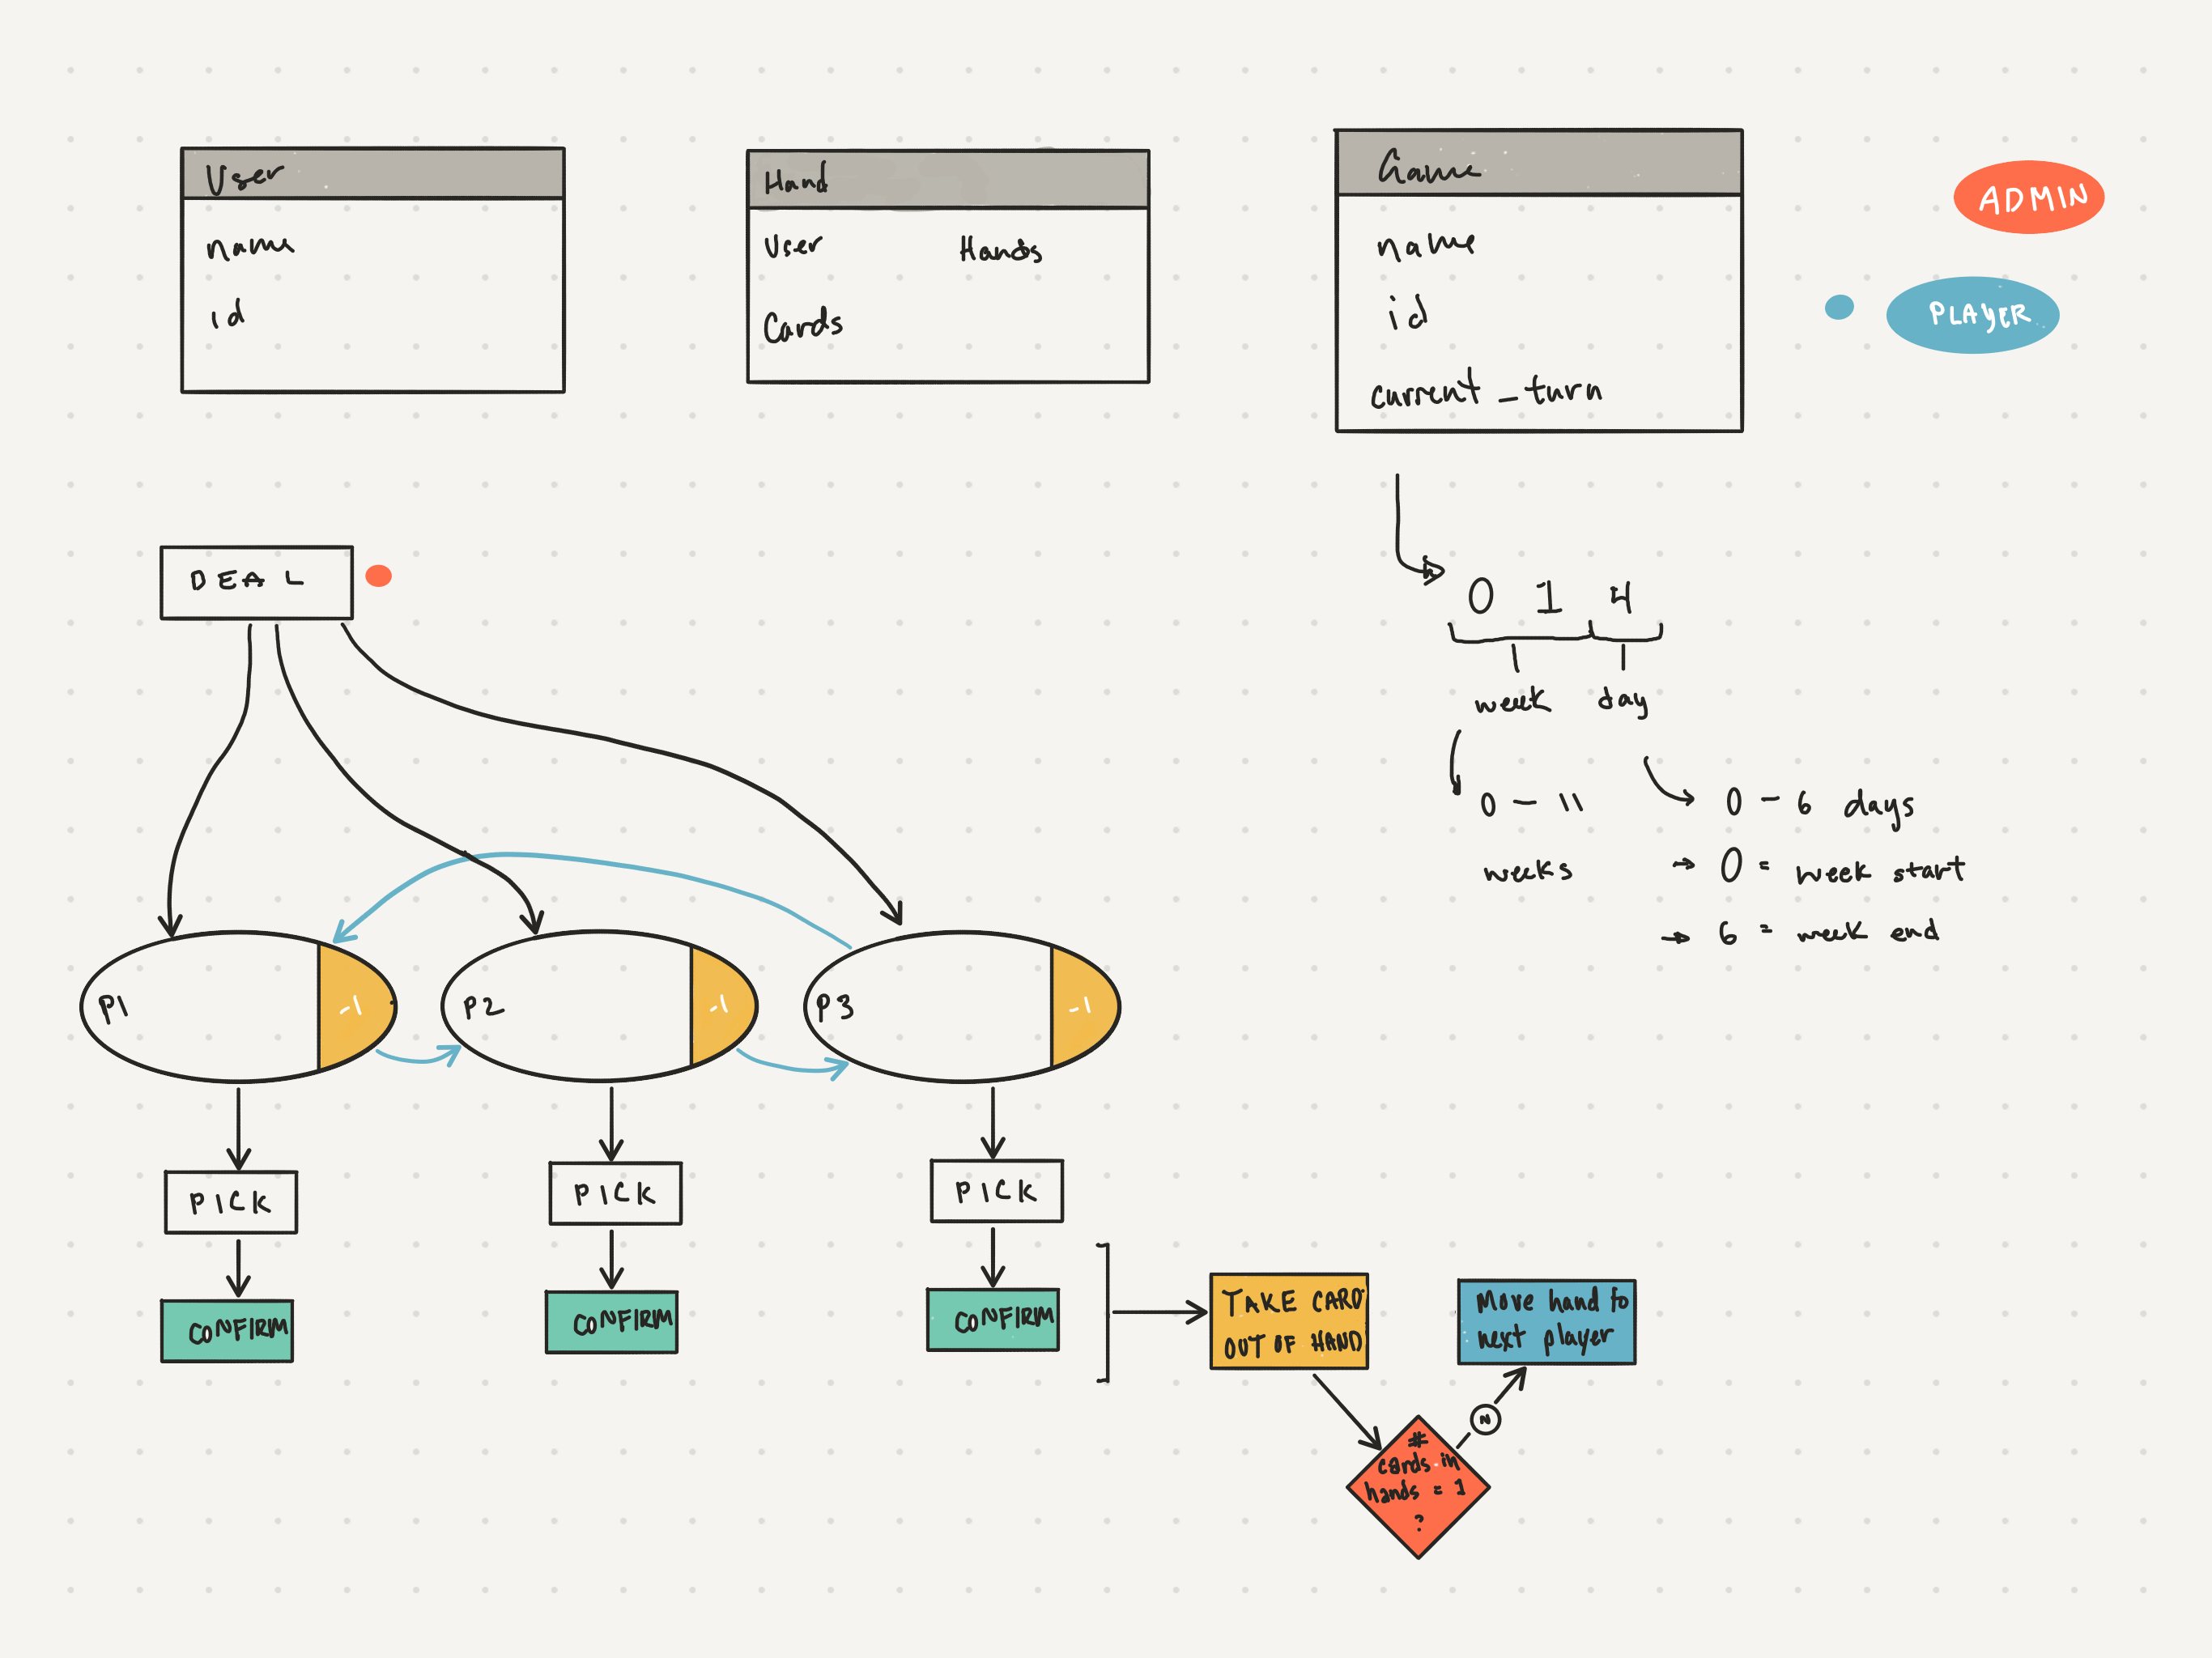 User
name
id
Hand
User Hands
Cards
Game
name
id
current_turn
ADMIN
PLAYER
DEAL
0 1 4
week day
0 - 11
weeks
0 - 6 days
→ 0 = week start
→ 6 = week end
P1 -1
P2 -1
P3 -1
PICK
PICK
PICK
CONFIRM
CONFIRM
CONFIRM
TAKE CARD
OUT OF HAND
Move hand to
next player
N
#
cards in
hands = 1
?